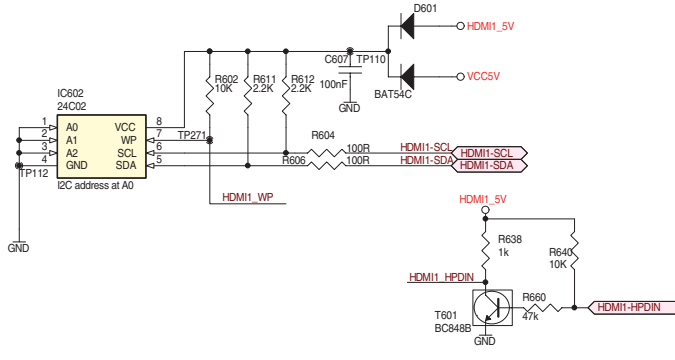 D601
HDMI1_5V
C607 TP110
R602 R611 R612
10K 2.2K 2.2K
100nF
BAT54C
VCC5V
GND
IC602
24C02
1 A0 VCC 8
2 A1 WP 7
TP271
3 A2 SCL 6
4 GND SDA 5
TP112
I2C address at A0
R604
100R
HDMI1-SCL HDMI1-SCL
R606
100R
HDMI1-SDA HDMI1-SDA
HDMI1_WP
GND
HDMI1_5V
R638
1k
R640
10K
HDMI1_HPDIN
R660
47k
HDMI1-HPDIN
T601
BC848B
GND